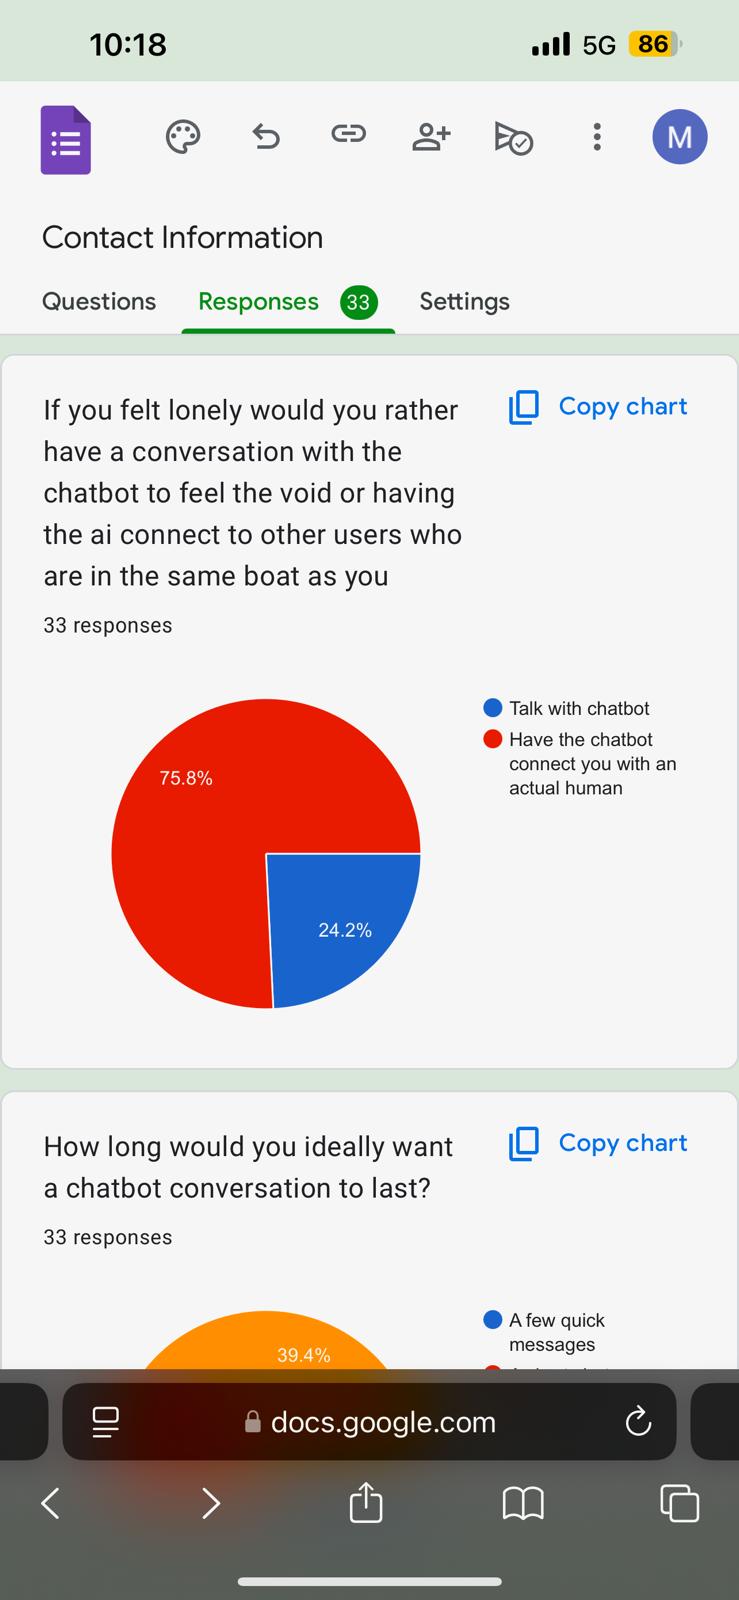 10:18
5G
86
M
Contact Information
Questions
Responses
33
Settings
If you felt lonely would you rather
have a conversation with the
chatbot to feel the void or having
the ai connect to other users who
are in the same boat as you
Copy chart
33 responses
Talk with chatbot
Have the chatbot
connect you with an
actual human
75.8%
24.2%
How long would you ideally want
a chatbot conversation to last?
Copy chart
33 responses
A few quick
messages
39.4%
docs.google.com